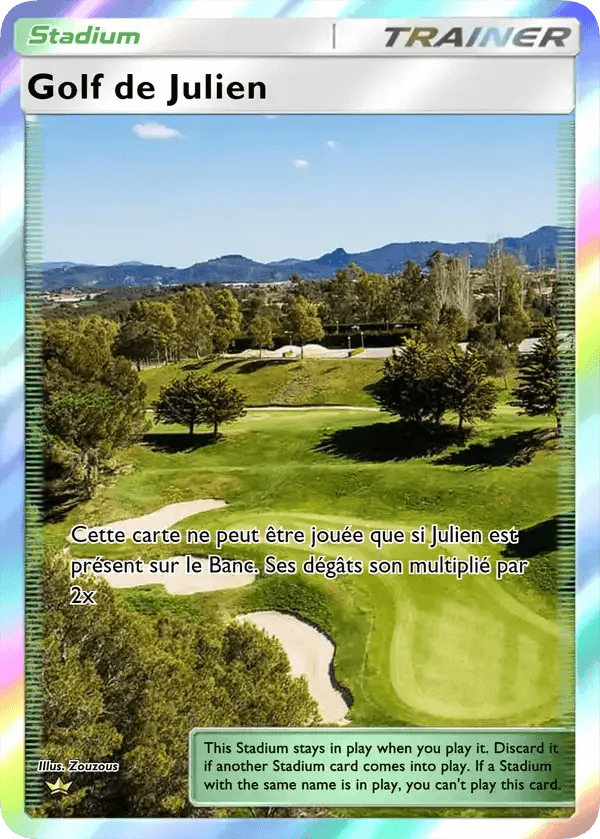 Stadium
TRAINER
Golf de Julien
Cette carte ne peut être jouée que si Julien est
présent sur le Banc. Ses dégâts son multiplié par
2x
This Stadium stays in play when you play it. Discard it
if another Stadium card comes into play. If a Stadium
with the same name is in play, you can't play this card.
Illus. Zouzous